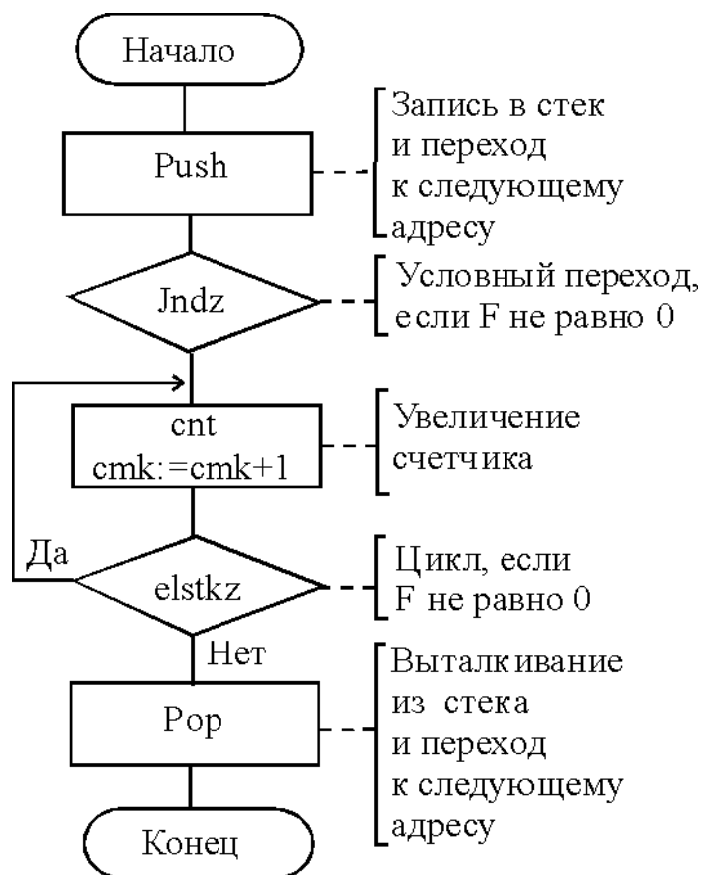 Начало
Push
Запись в стек
и переход
к следующему
адресу
Jndz
Условный переход,
если F не равно 0
cnt
cmk:=cmk+1
Увеличение
счетчика
Да
elstkz
Цикл, если
F не равно 0
Нет
Pop
Выталкивание
из стека
и переход
к следующему
адресу
Конец